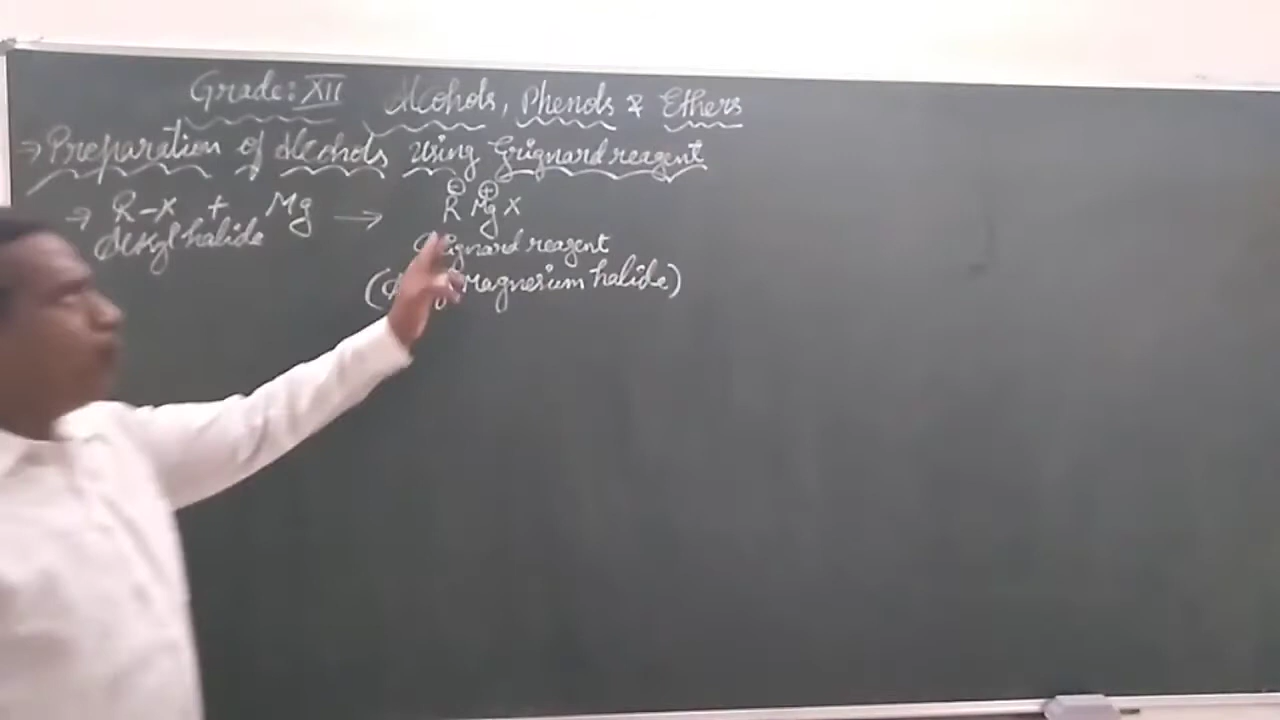 Grade: XII Alcohols, Phenols & Ethers
→ Preparation of Alcohols using Grignard reagent
→ R-X + Mg → R⊖ Mg⊕ X
Alkyl halide Grignard reagent
( Magnesium halide)